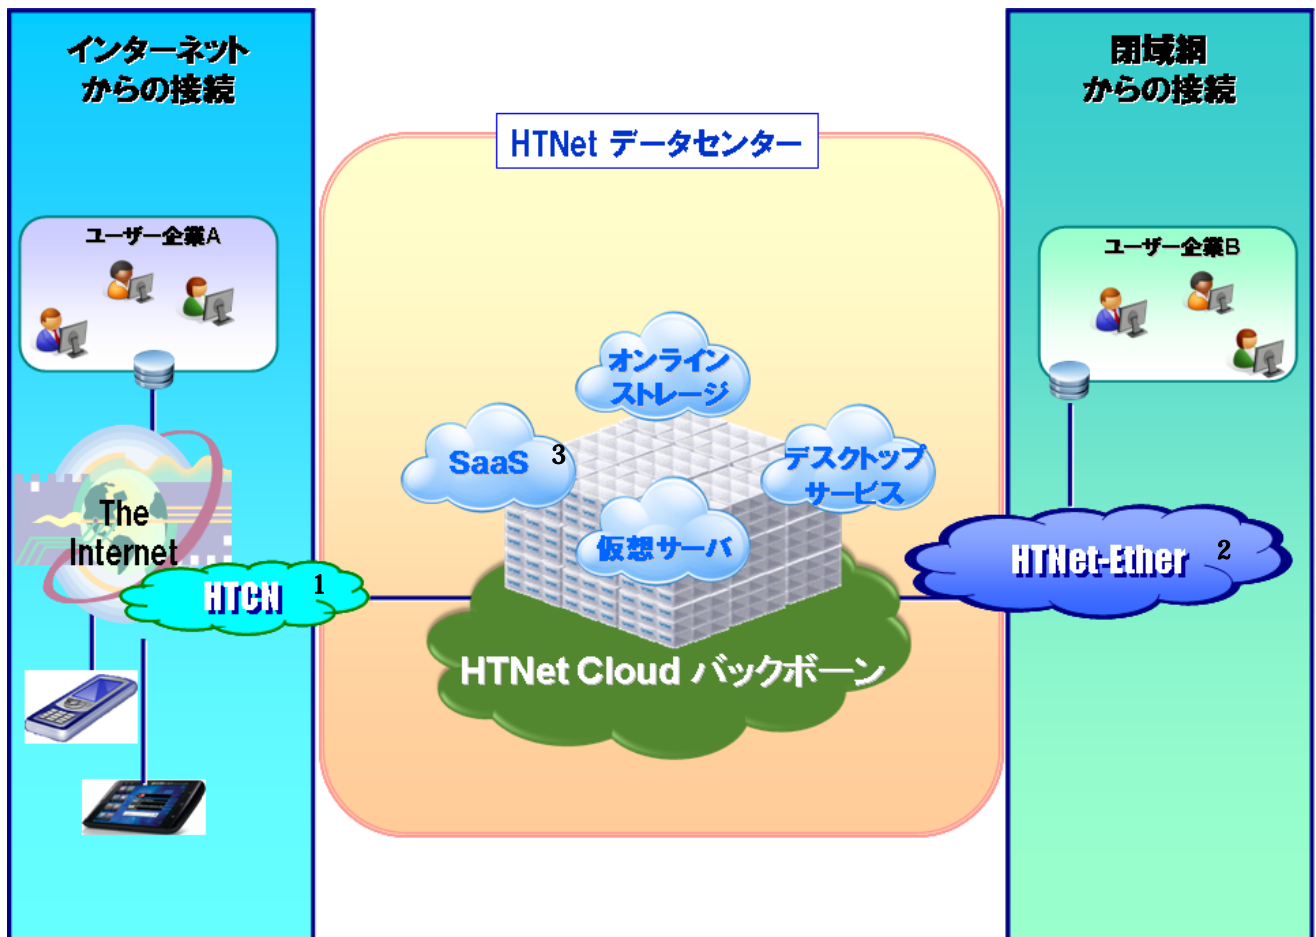 インターネット
からの接続
ユーザー企業A
The
Internet
HTCN 1
HTNet データセンター
オンライン
ストレージ
SaaS 3
デスクトップ
サービス
仮想サーバ
HTNet Cloud バックボーン
閉域網
からの接続
ユーザー企業B
HTNet-Ether 2